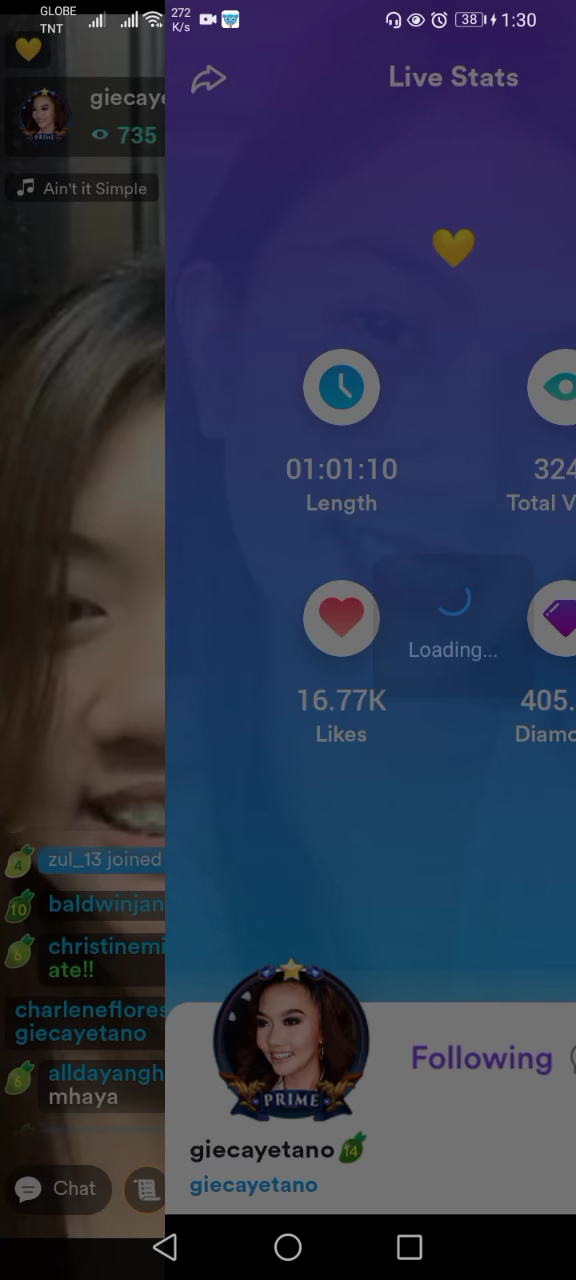 GLOBE
TNT
272
K/s
38
1:30
giecaye
735
Ain't it Simple
Live Stats
01:01:10
Length
324
Total V
16.77K
Likes
405.
Diamo
Loading...
4 zul_13 joined
10 baldwinjan
6 christinemi
ate!!
charleneflores
giecayetano
6 alldayangh
mhaya
Chat
PRIME
PRIME
Following
giecayetano 14
giecayetano